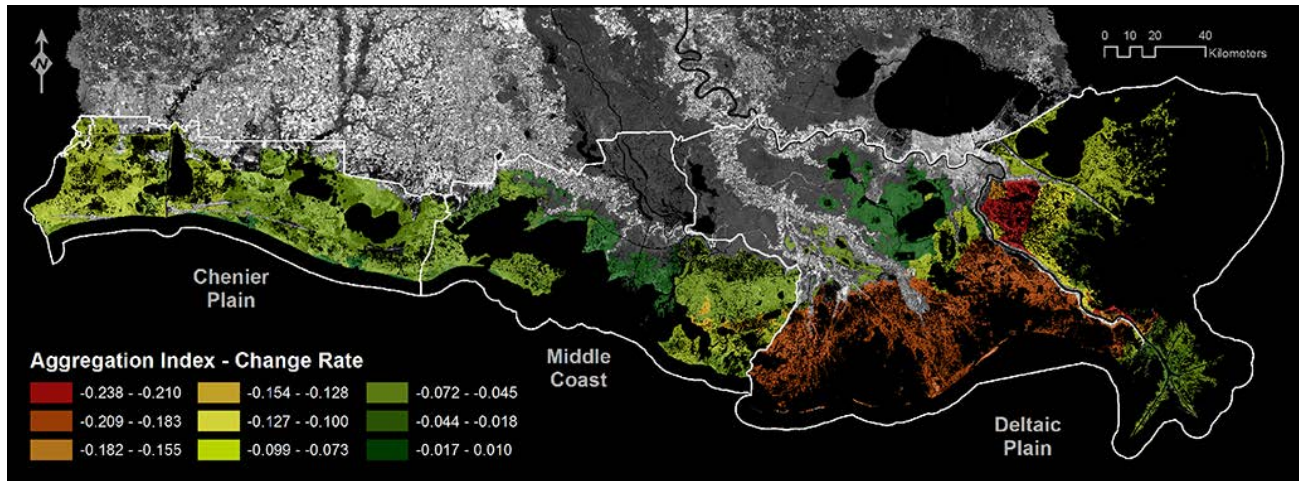 N
0 10 20 40
Kilometers
Chenier
Plain
Middle
Coast
Deltaic
Plain
Aggregation Index - Change Rate
-0.238 - -0.210
-0.209 - -0.183
-0.182 - -0.155
-0.154 - -0.128
-0.127 - -0.100
-0.099 - -0.073
-0.072 - -0.045
-0.044 - -0.018
-0.017 - 0.010